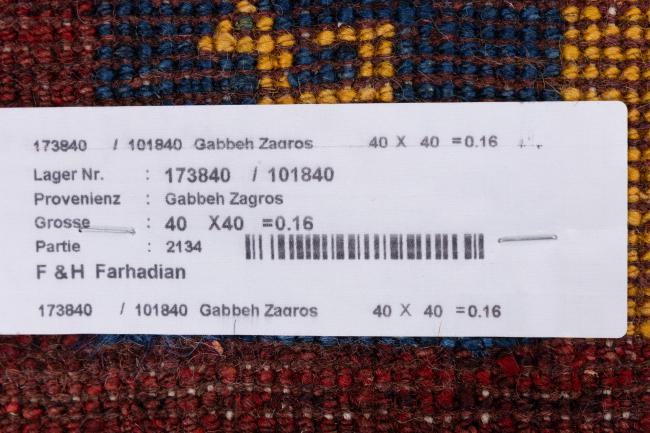 173840 / 101840 Gabbeh Zagros 40 X 40 =0.16
Lager Nr. : 173840 / 101840
Provenienz : Gabbeh Zagros
Grosse : 40 X40 =0.16
Partie : 2134
F & H Farhadian
173840 / 101840 Gabbeh Zagros 40 X 40 =0.16